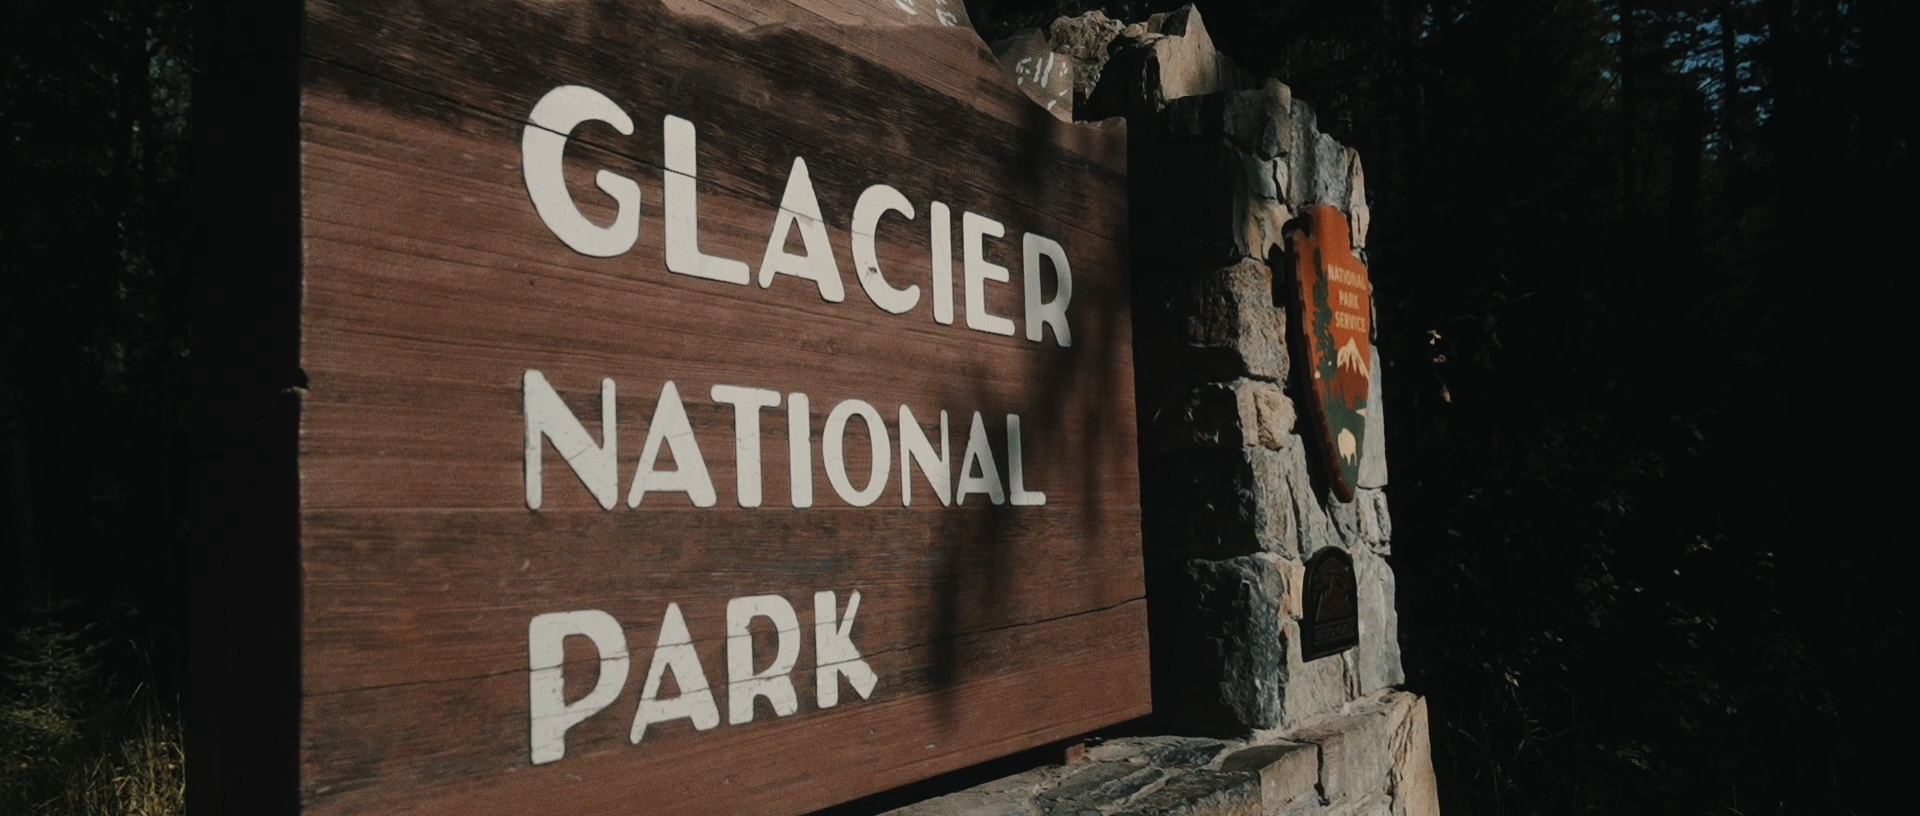 GLACIER
NATIONAL
PARK
NATIONAL
PARK
SERVICE